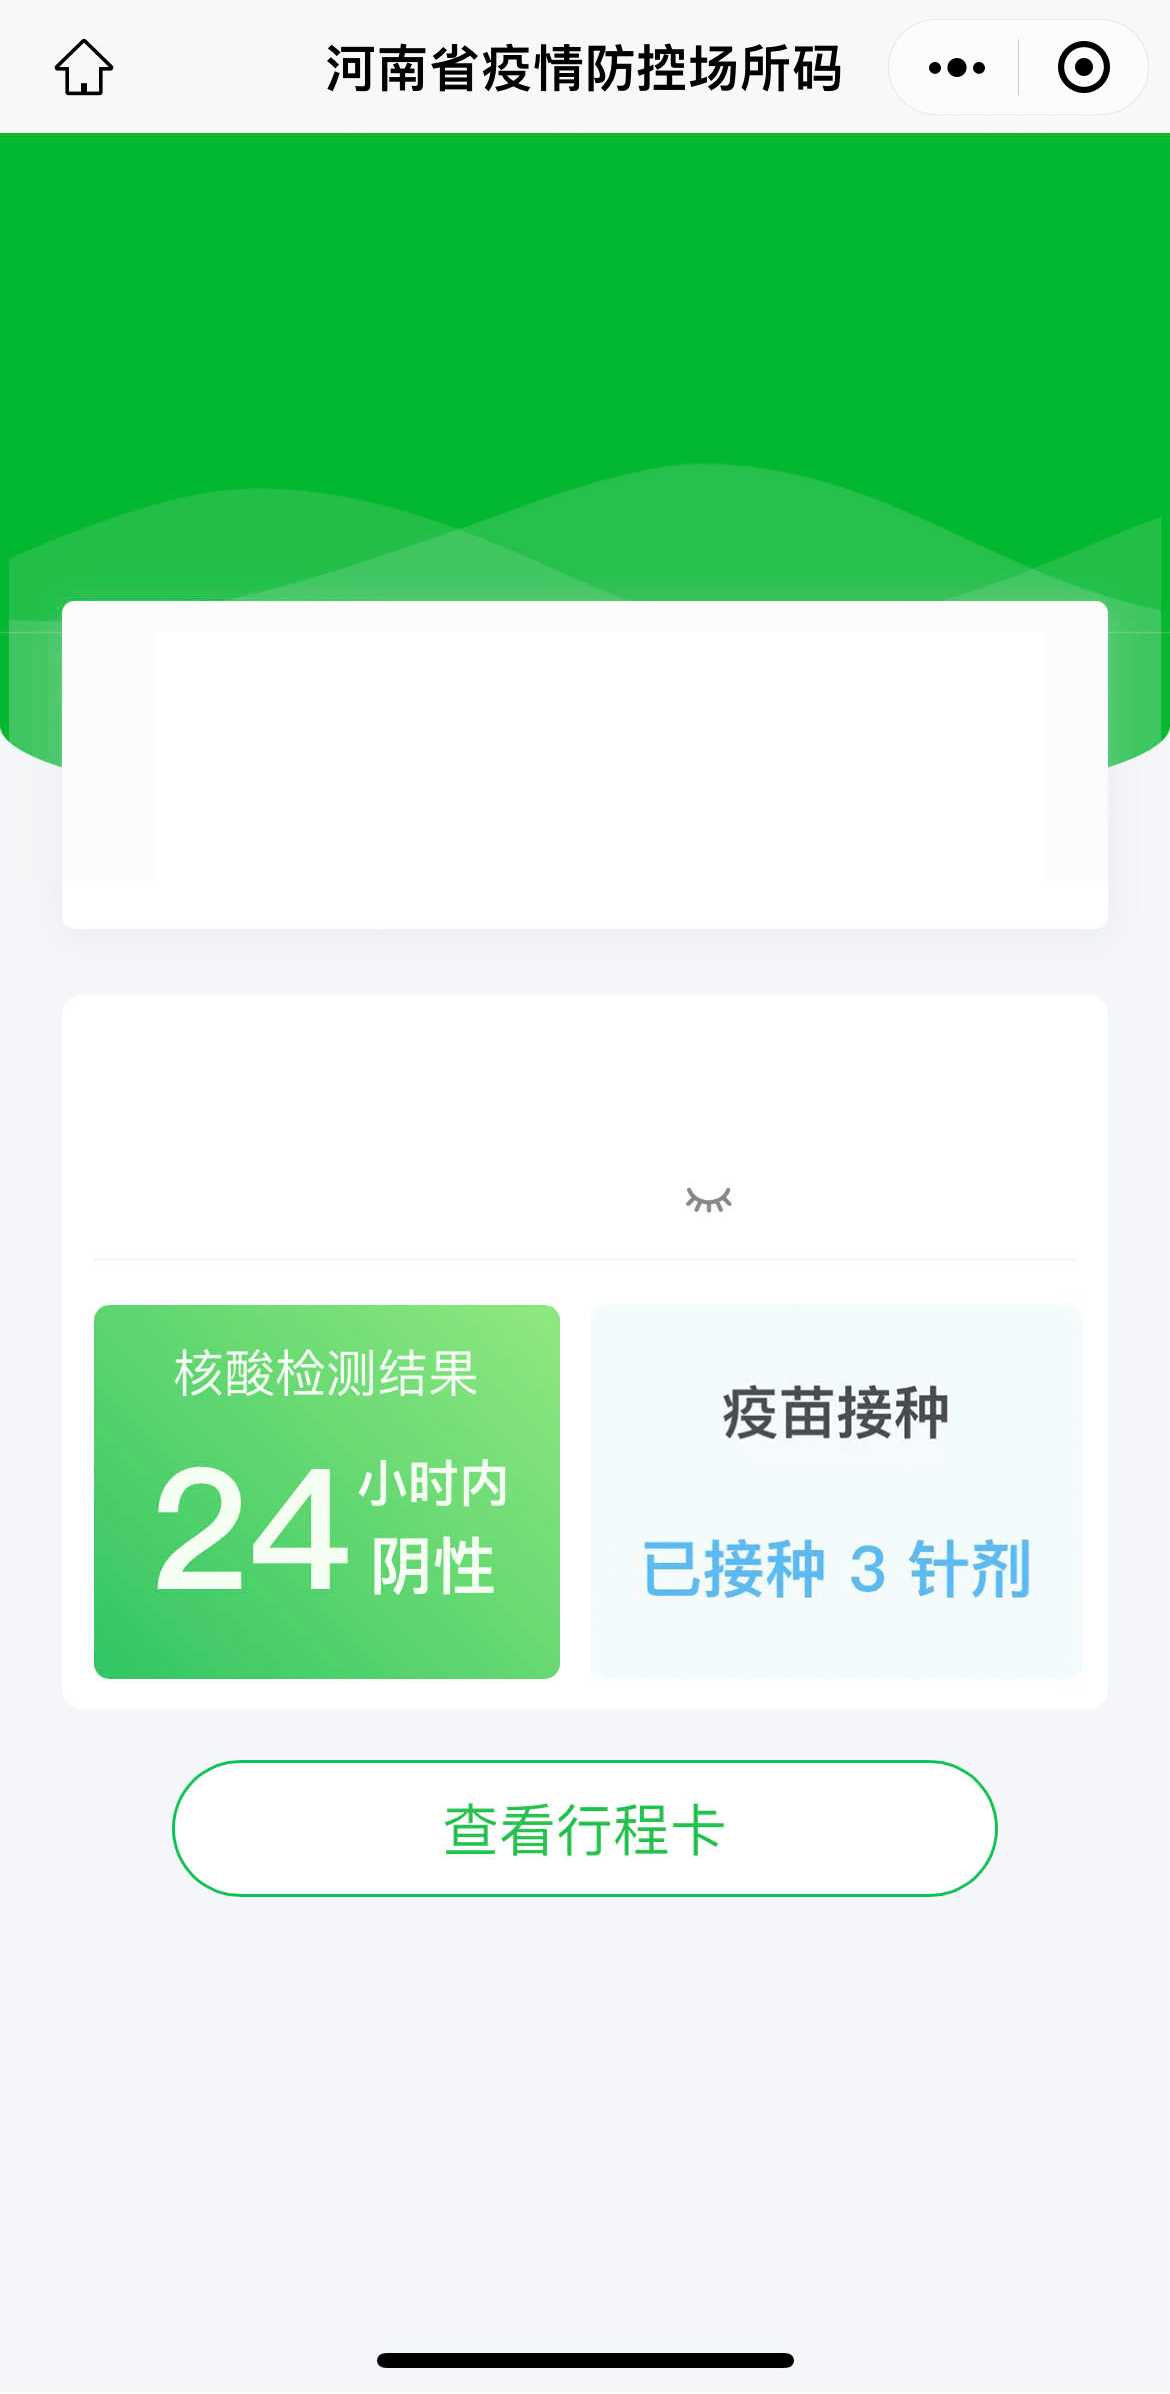 河南省疫情防控场所码
核酸检测结果
24 小时内
阴性
疫苗接种
已接种 3 针剂
查看行程卡